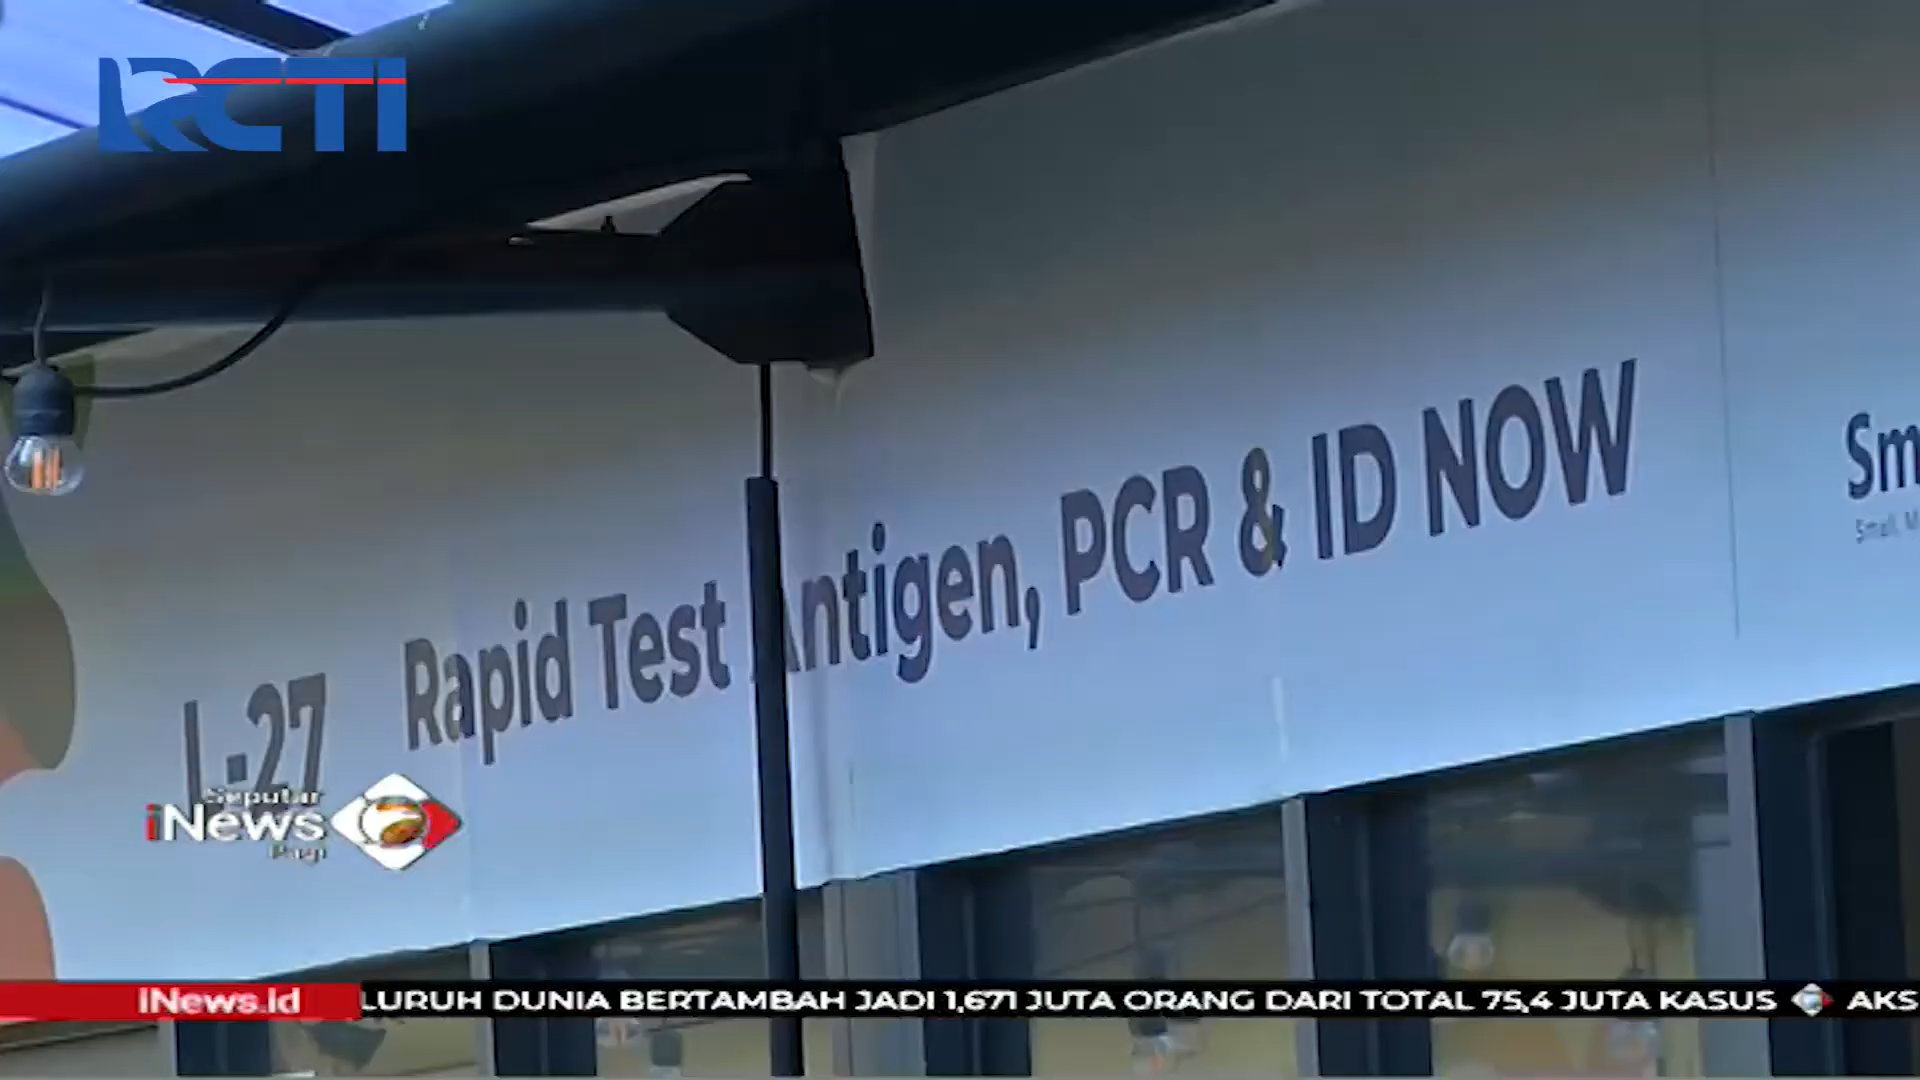 RCTI
L-27 Rapid Test Antigen, PCR & ID NOW
Sm
Small, M
Seputar
iNews
Pagi
iNews.id LURUH DUNIA BERTAMBAH JADI 1,671 JUTA ORANG DARI TOTAL 75,4 JUTA KASUS AKS